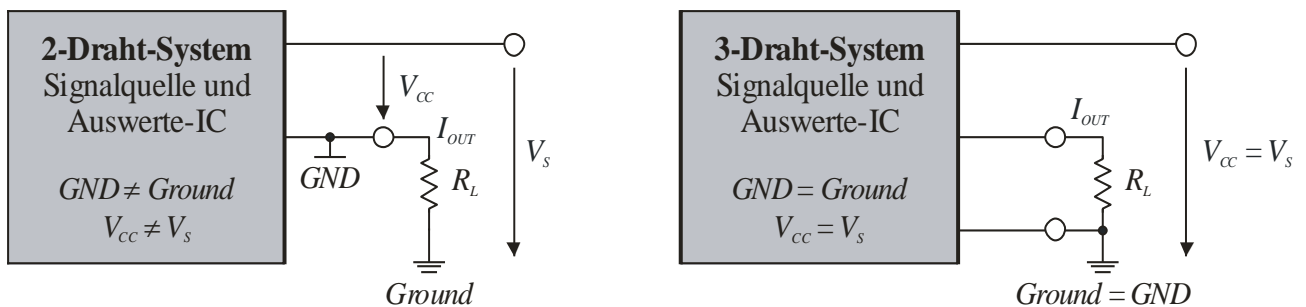 2-Draht-System
Signalquelle und
Auswerte-IC
GND ≠ Ground
V_CC ≠ V_S
V_CC
I_OUT
V_S
GND
R_L
Ground
3-Draht-System
Signalquelle und
Auswerte-IC
GND = Ground
V_CC = V_S
I_OUT
V_CC = V_S
R_L
Ground = GND